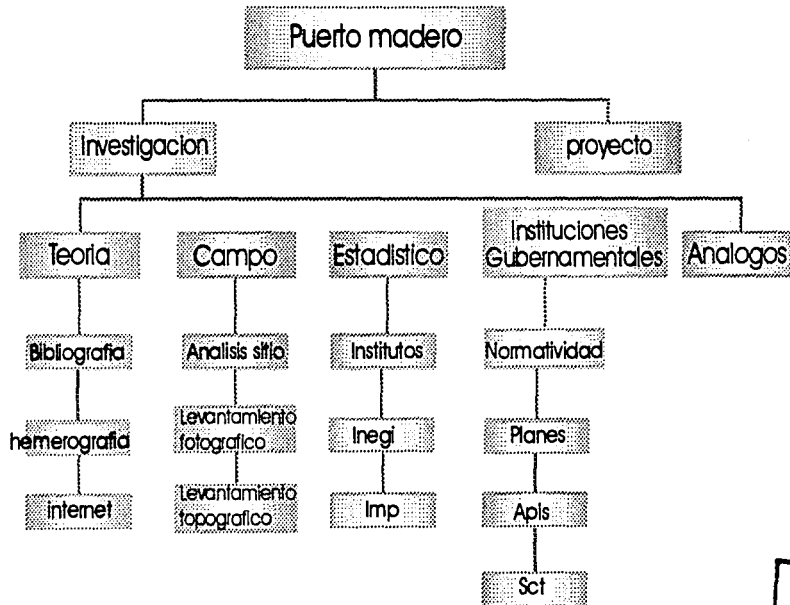 Puerto madero
Investigacion
proyecto
Teoria
Campo
Estadistico
Instituciones
Gubernamentales
Análogos
Bibliografia
Analisis sitio
Institutos
Normatividad
hemerografia
Levantamiento
fotografico
Inegi
Planes
internet
Levantamiento
topografico
Imp
Apis
Sct